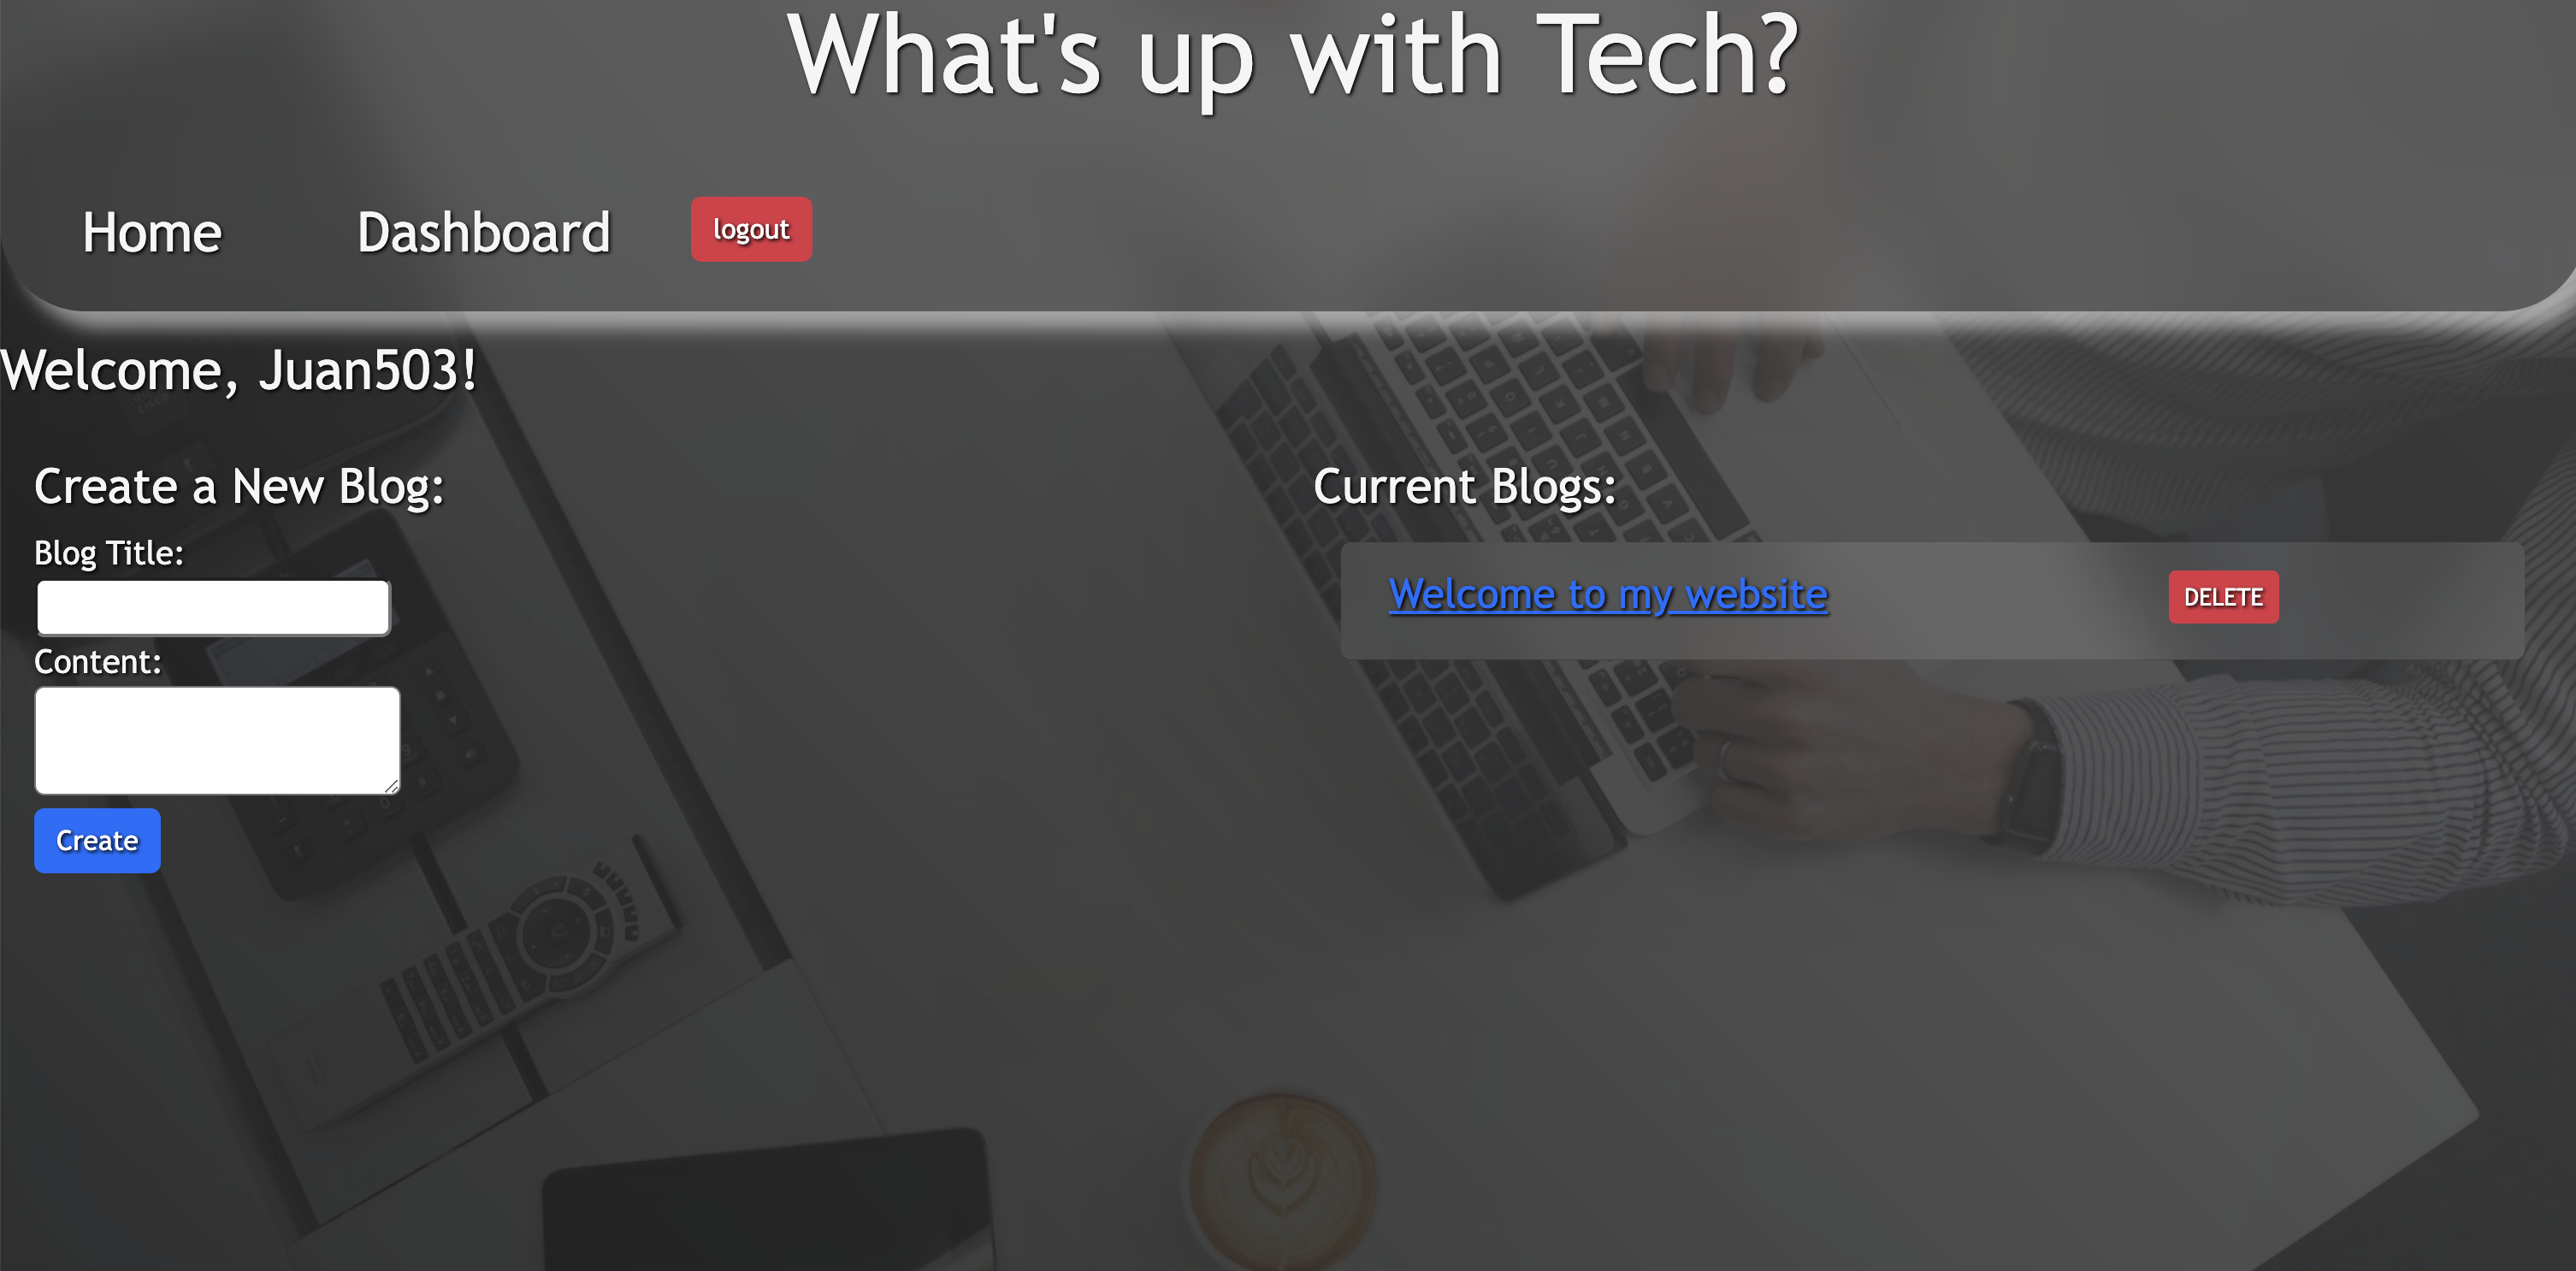 What's up with Tech?
Home
Dashboard
logout
Welcome, Juan503!
Create a New Blog:
Blog Title:
Content:
Create
Current Blogs:
Welcome to my website
DELETE